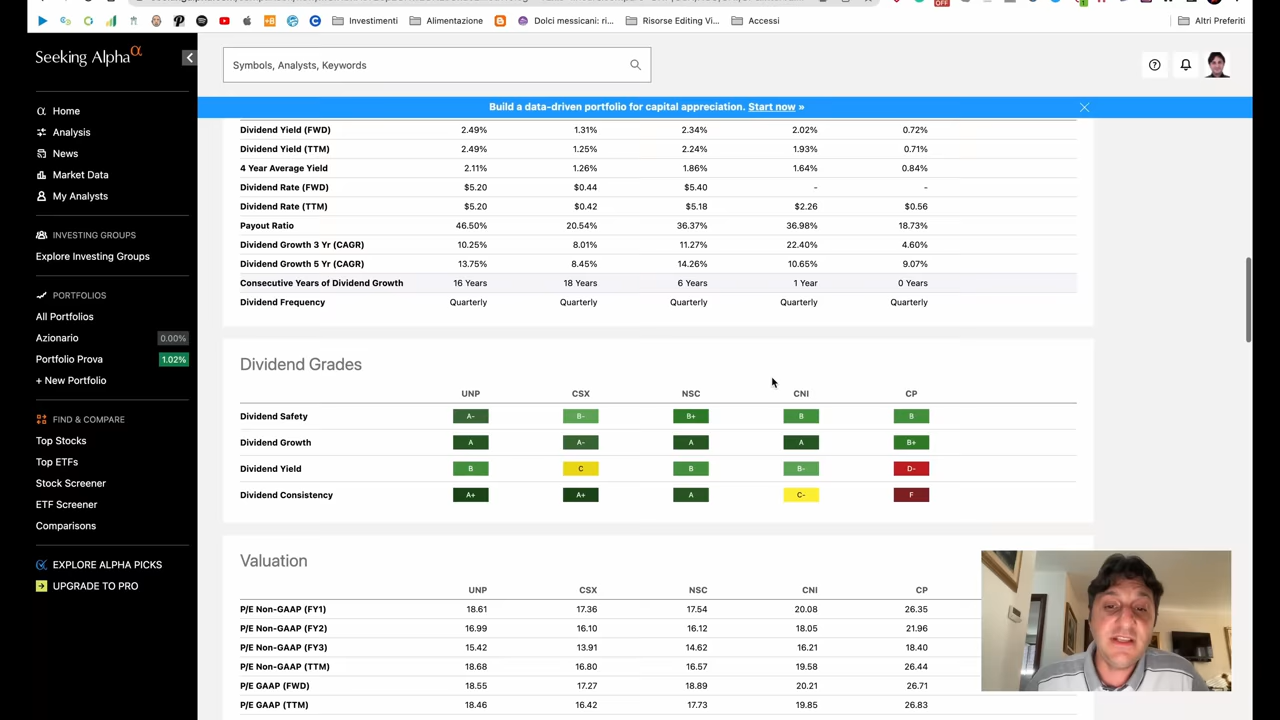 Investimenti
Alimentazione
Dolci messicani: ri...
Risorse Editing Vi...
Accessi
Altri Preferiti
OFF
Seeking Alpha α
Symbols, Analysts, Keywords
Build a data-driven portfolio for capital appreciation. Start now »
Home
Analysis
News
Market Data
My Analysts
INVESTING GROUPS
Explore Investing Groups
PORTFOLIOS
All Portfolios
Azionario 0.00%
Portfolio Prova 1.02%
+ New Portfolio
FIND & COMPARE
Top Stocks
Top ETFs
Stock Screener
ETF Screener
Comparisons
EXPLORE ALPHA PICKS
UPGRADE TO PRO
Dividend Yield (FWD) 2.49% 1.31% 2.34% 2.02% 0.72%
Dividend Yield (TTM) 2.49% 1.25% 2.24% 1.93% 0.71%
4 Year Average Yield 2.11% 1.26% 1.86% 1.64% 0.84%
Dividend Rate (FWD) $5.20 $0.44 $5.40 - -
Dividend Rate (TTM) $5.20 $0.42 $5.18 $2.26 $0.56
Payout Ratio 46.50% 20.54% 36.37% 36.98% 18.73%
Dividend Growth 3 Yr (CAGR) 10.25% 8.01% 11.27% 22.40% 4.60%
Dividend Growth 5 Yr (CAGR) 13.75% 8.45% 14.26% 10.65% 9.07%
Consecutive Years of Dividend Growth 16 Years 18 Years 6 Years 1 Year 0 Years
Dividend Frequency Quarterly Quarterly Quarterly Quarterly Quarterly
Dividend Grades
UNP CSX NSC CNI CP
Dividend Safety A- B- B+ B B
Dividend Growth A A- A A B+
Dividend Yield B C B B- D-
Dividend Consistency A+ A+ A C- F
Valuation
UNP CSX NSC CNI CP
P/E Non-GAAP (FY1) 18.61 17.36 17.54 20.08 26.35
P/E Non-GAAP (FY2) 16.99 16.10 16.12 18.05 21.96
P/E Non-GAAP (FY3) 15.42 13.91 14.62 16.21 18.40
P/E Non-GAAP (TTM) 18.68 16.80 16.57 19.58 26.44
P/E GAAP (FWD) 18.55 17.27 18.89 20.21 26.71
P/E GAAP (TTM) 18.46 16.42 17.73 19.85 26.83